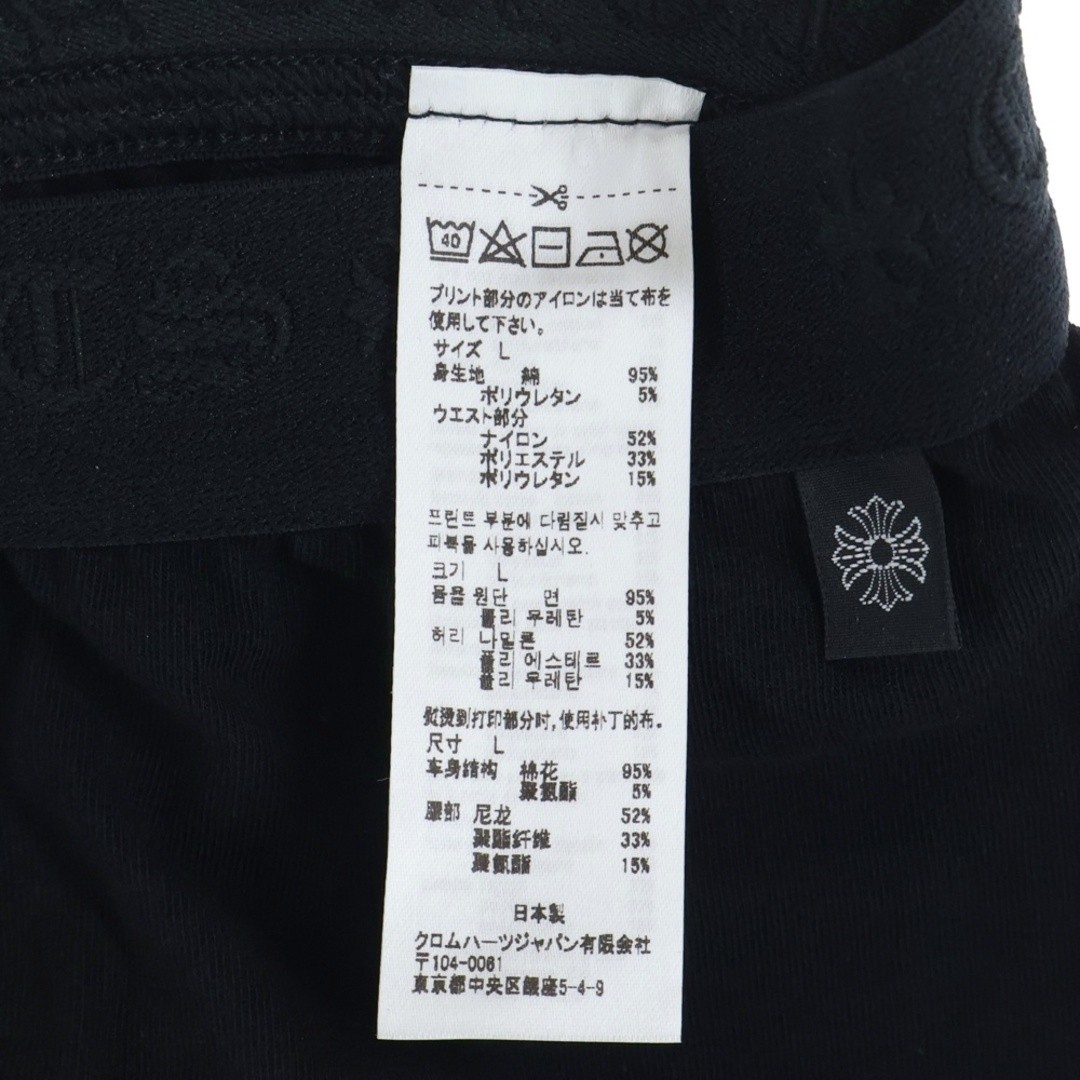 40
プリント部分のアイロンは当て布を
使用して下さい。
サイズ L
身生地 綿 95%
ポリウレタン 5%
ウエスト部分
ナイロン 52%
ポリエステル 33%
ポリウレタン 15%
프린트 부분에 다림질시 맞추고
피복을 사용하십시오.
크기 L
몸을 원단 면 95%
폴리 우레탄 5%
허리 나일론 52%
폴리 에스테르 33%
폴리 우레탄 15%
熨烫到打印部分时,使用补丁的布。
尺寸 L
车身结构 棉花 95%
聚氨酯 5%
腰部 尼龙 52%
聚酯纤维 33%
聚氨酯 15%
日本製
クロムハーツジャパン有限会社
〒104-0061
東京都中央区銀座5-4-9